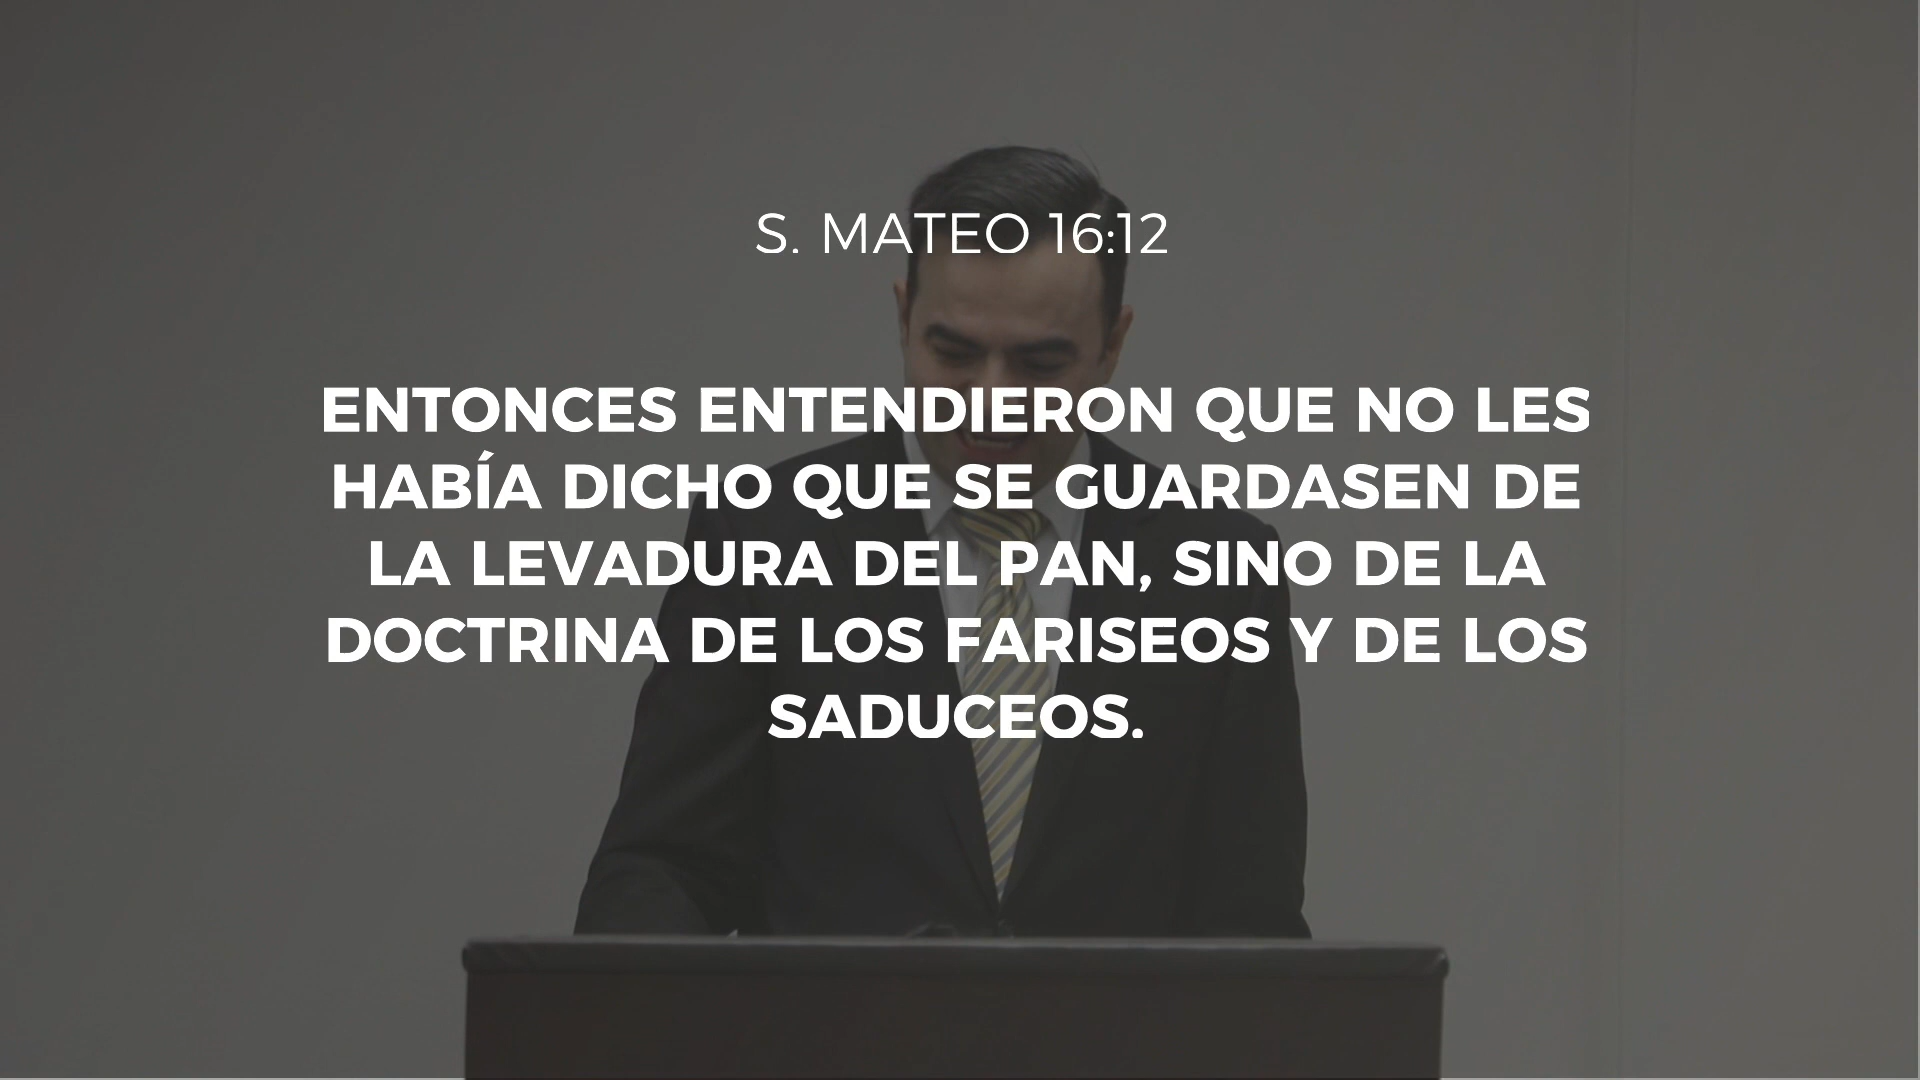 S. MATEO 16:12
ENTONCES ENTENDIERON QUE NO LES
HABÍA DICHO QUE SE GUARDASEN DE
LA LEVADURA DEL PAN, SINO DE LA
DOCTRINA DE LOS FARISEOS Y DE LOS
SADUCEOS.